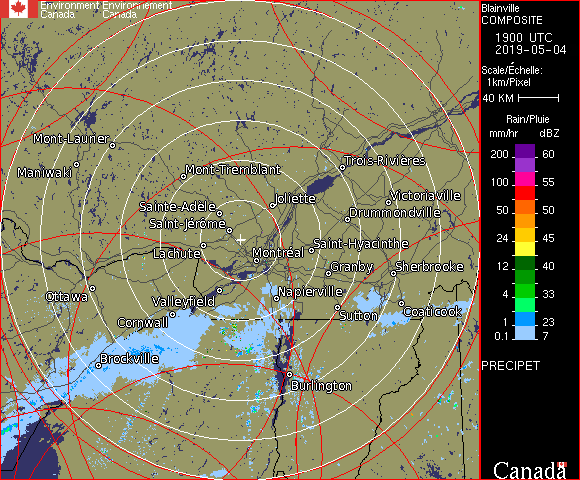 Environment Environnement
Canada Canada
Blainville
COMPOSITE
1900 UTC
2019-05-04
Scale/Échelle:
1km/Pixel
40 KM
Rain/Pluie
mm/hr dBZ
200 60
100 55
50 50
24 45
12 40
4 33
1 23
0.1 7
PRECIPET
Mont-Laurier
Maniwaki
Mont-Tremblant
Trois-Rivières
Sainte-Adele
Joliette
Victoriaville
Drummondville
Saint-Jérôme
Lachute
Montréal
Saint-Hyacinthe
Granby
Sherbrooke
Ottawa
Valleyfield
Napierville
Cornwall
Sutton
Coaticook
Brockville
Burlington
Canada